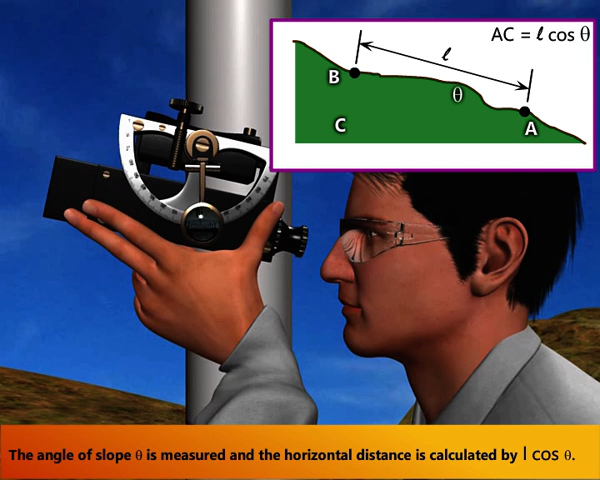 AC = ℓ cos θ
ℓ
B
θ
C
A
The angle of slope θ is measured and the horizontal distance is calculated by l cos θ.